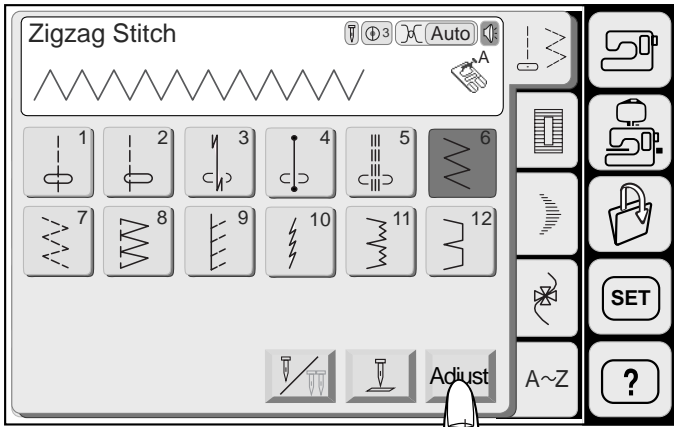 Zigzag Stitch
3 Auto
A
1 2 3 4 5 6
7 8 9 10 11 12
Adjust
A~Z
SET
?